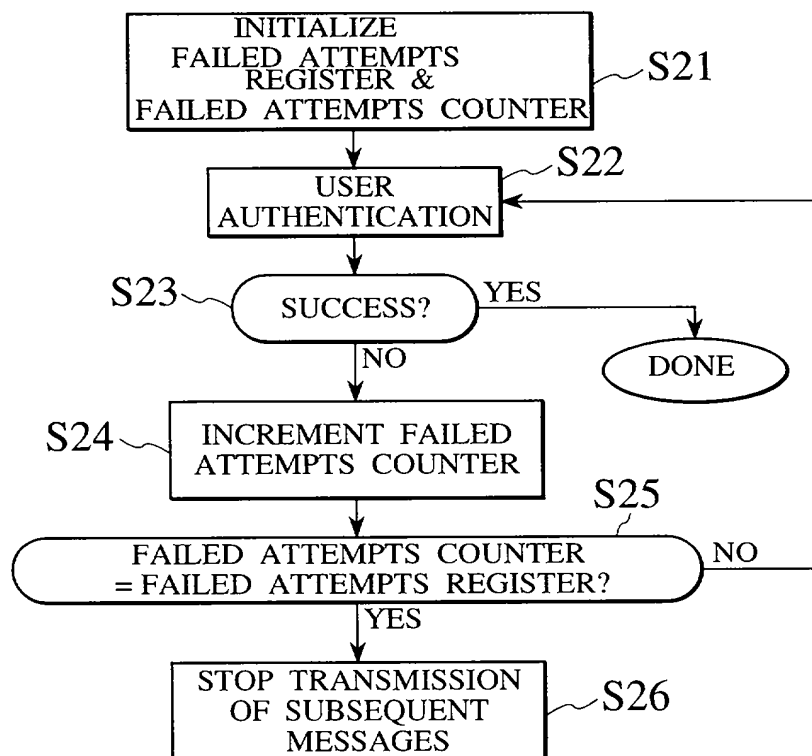 INITIALIZE
FAILED ATTEMPTS
REGISTER &
FAILED ATTEMPTS COUNTER
S21
S22
USER
AUTHENTICATION
S23
SUCCESS?
YES
NO
DONE
S24
INCREMENT FAILED
ATTEMPTS COUNTER
S25
FAILED ATTEMPTS COUNTER
= FAILED ATTEMPTS REGISTER?
NO
YES
STOP TRANSMISSION
OF SUBSEQUENT
MESSAGES
S26